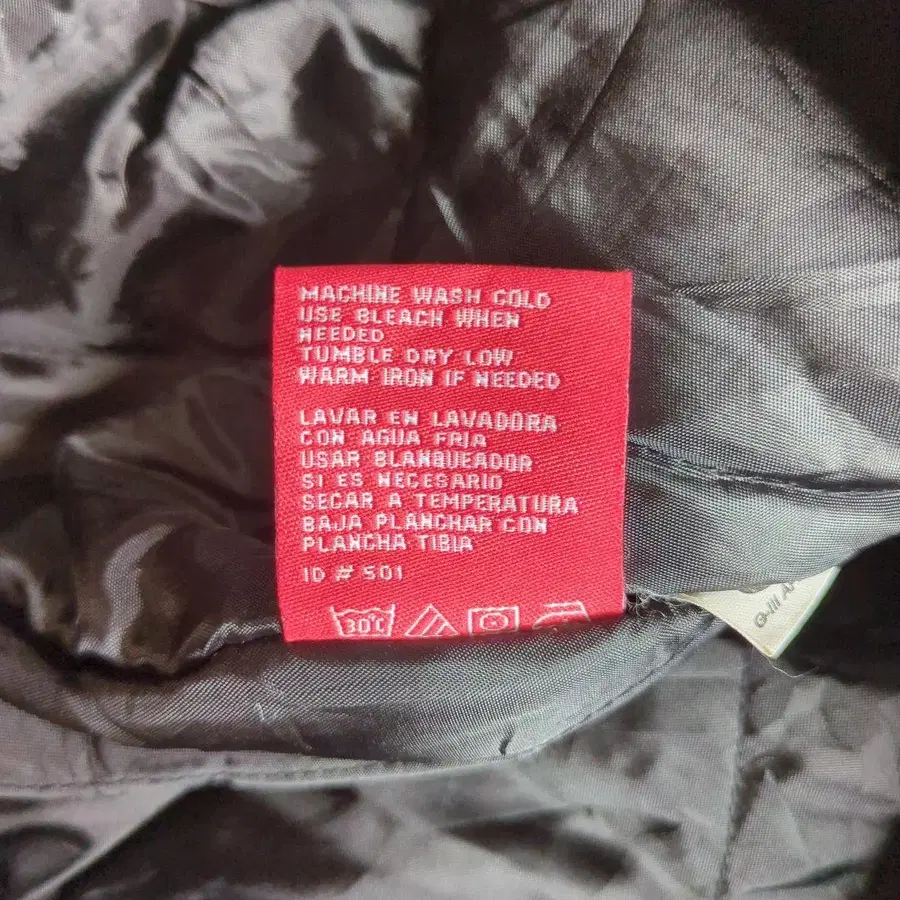 MACHINE WASH COLD
USE BLEACH WHEN
NEEDED
TUMBLE DRY LOW
WARM IRON IF NEEDED
LAVAR EN LAVADORA
CON AGUA FRIA
USAR BLANQUEADOR
SI ES NECESARIO
SECAR A TEMPERATURA
BAJA PLANCHAR CON
PLANCHA TIBIA
ID # 501
30°C
G-III